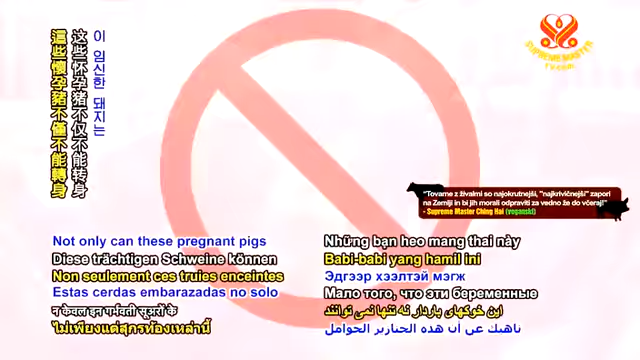 這些懷孕豬不僅不能轉身
这些怀孕猪不仅不能转身
이 임신한 돼지는
SUPREME MASTER
TV.com
"Tovarne z živalmi so najokrutnejši, "najkrivičnejši" zapori
na Zemlji in bi jih morali odpraviti za vedno že do včeraj!"
- Supreme Master Ching Hai (veganski)
Not only can these pregnant pigs
Diese trächtigen Schweine können
Non seulement ces truies enceintes
Estas cerdas embarazadas no solo
न केवल इन गर्भवती सूअरों के
ไม่เพียงแต่สุกรท้องเหล่านี้
Những bạn heo mang thai này
Babi-babi yang hamil ini
Эдгээр хээлтэй мэгж
Мало того, что эти беременные
این خوکهای باردار نه تنها نمی توانند
ناهيك عن أن هذه الخنازير الحوامل